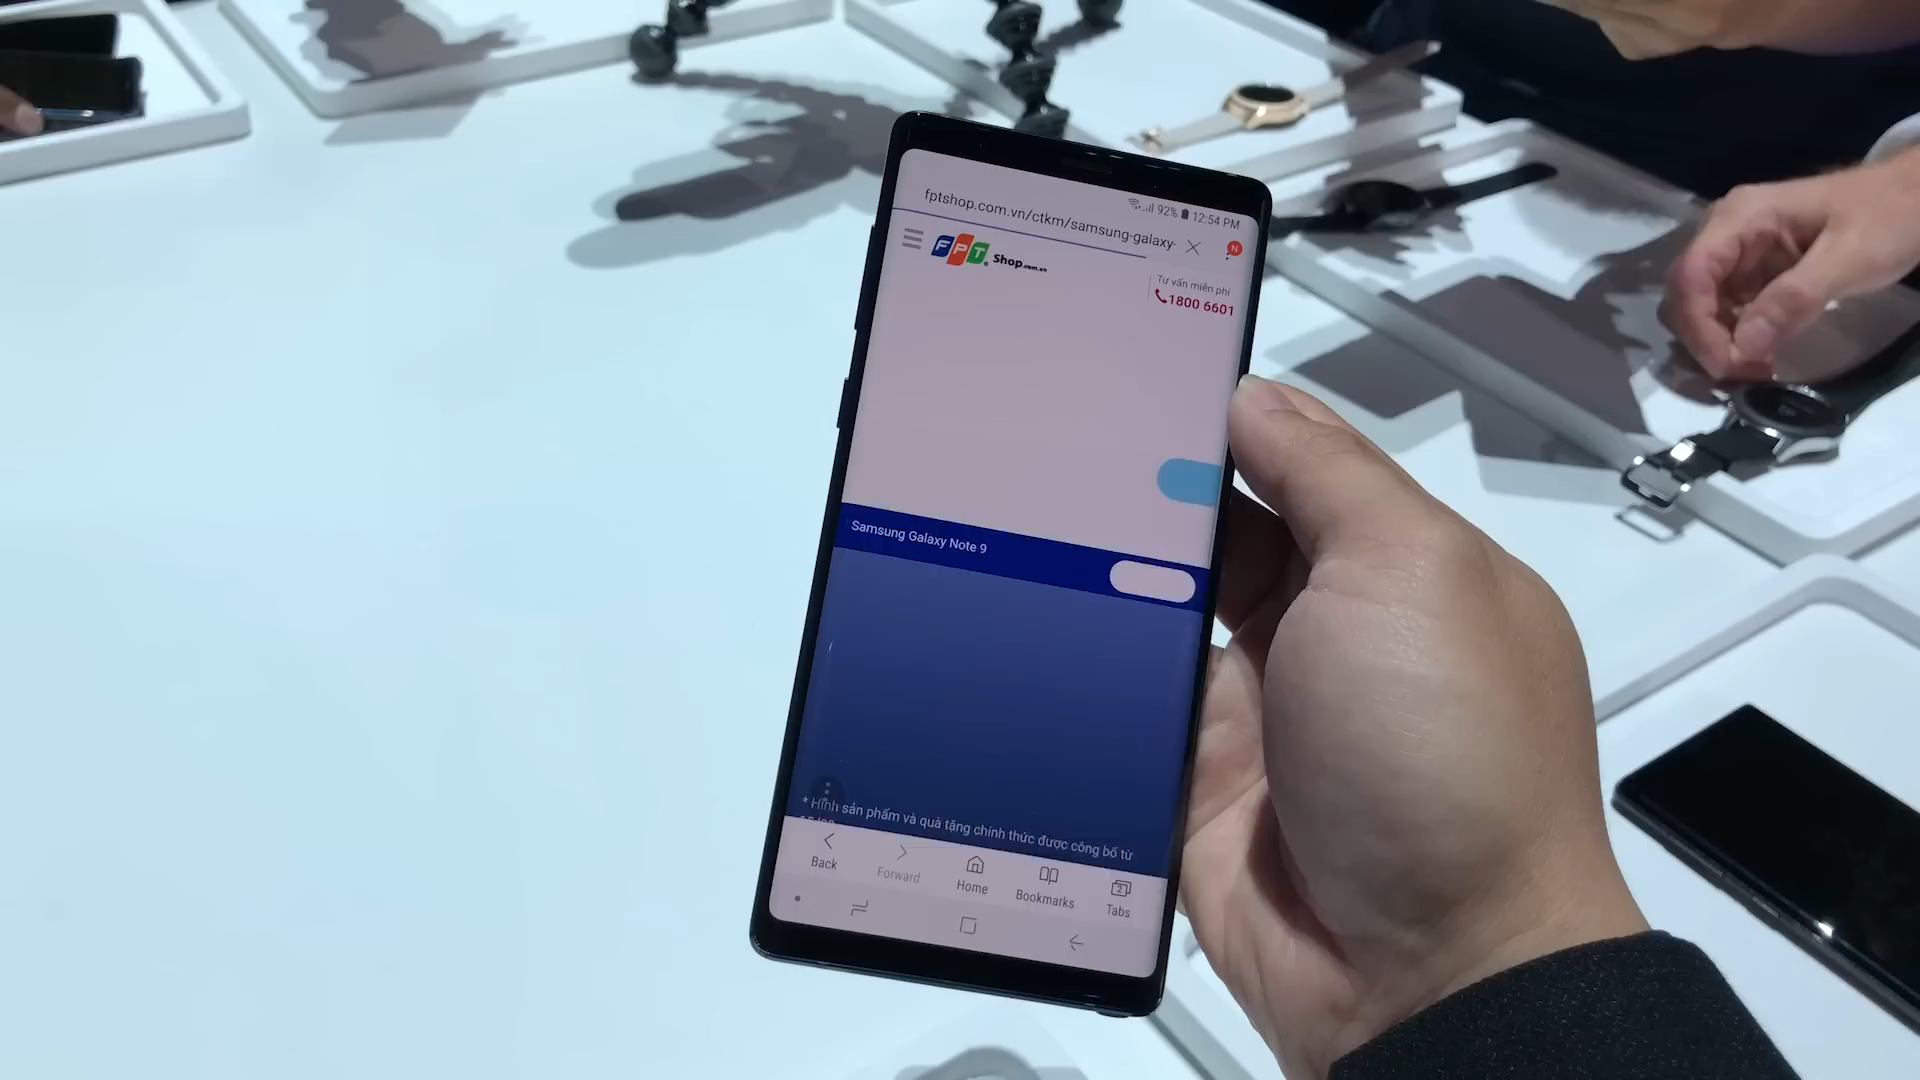 92% 12:54 PM
fptshop.com.vn/ctkm/samsung-galaxy-
N
FPT Shop.com.vn
Tư vấn miễn phí
1800 6601
Samsung Galaxy Note 9
* Hình sản phẩm và quà tặng chính thức được công bố từ
Back
Forward
Home
Bookmarks
2
Tabs